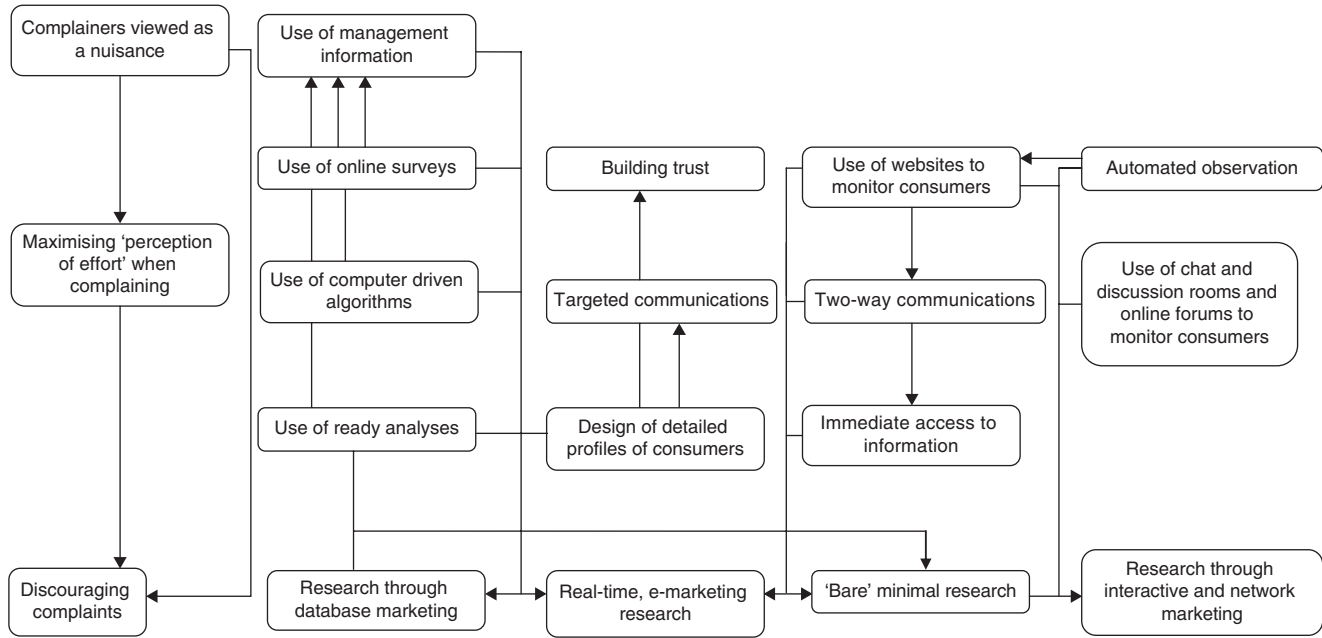 Complainers viewed as
a nuisance
Use of management
information
Use of online surveys
Building trust
Use of websites to
monitor consumers
Automated observation
Maximising ‘perception
of effort’ when
complaining
Use of computer driven
algorithms
Targeted communications
Two-way communications
Use of chat and
discussion rooms and
online forums to
monitor consumers
Use of ready analyses
Design of detailed
profiles of consumers
Immediate access to
information
Discouraging
complaints
Research through
database marketing
Real-time, e-marketing
research
‘Bare’ minimal research
Research through
interactive and network
marketing